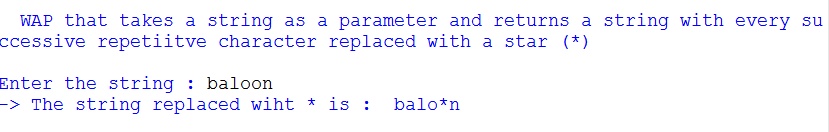 WAP that takes a string as a parameter and returns a string with every su
ccessive repetiitve character replaced with a star (*)
Enter the string : baloon
-> The string replaced wiht * is :  balo*n